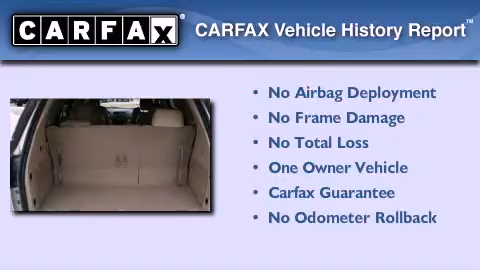 CARFAX® CARFAX Vehicle History Report™
• No Airbag Deployment
• No Frame Damage
• No Total Loss
• One Owner Vehicle
• Carfax Guarantee
• No Odometer Rollback